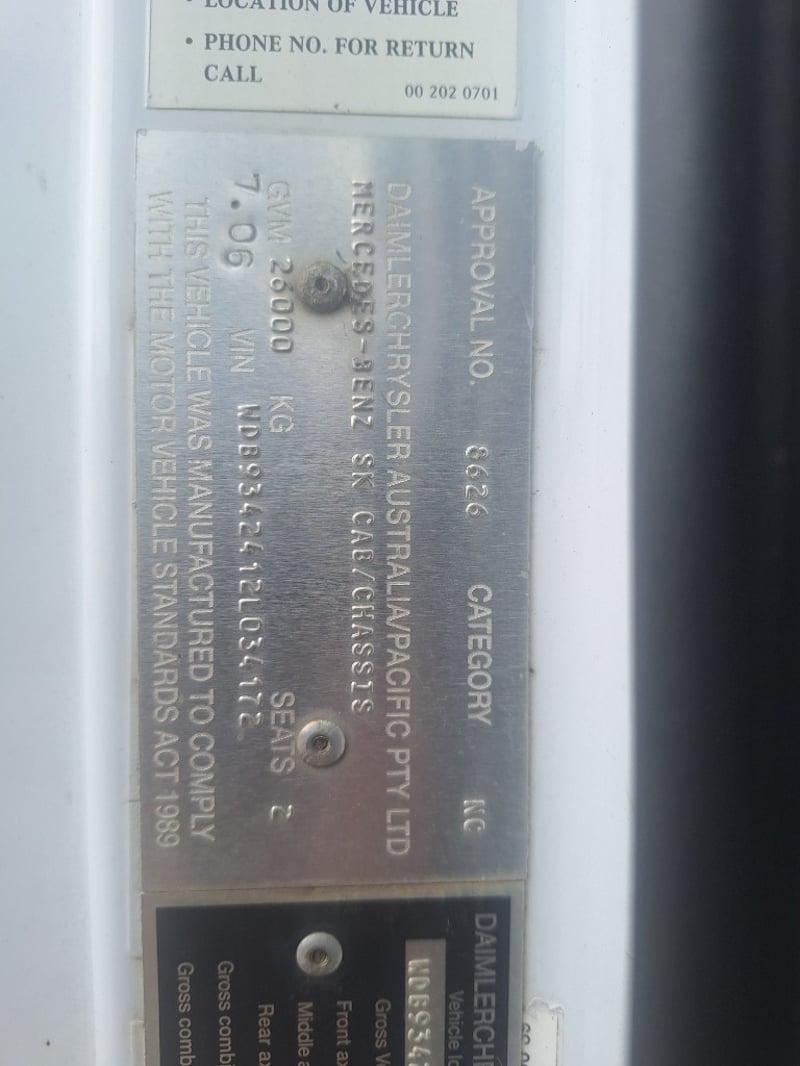 LOCATION OF VEHICLE
• PHONE NO. FOR RETURN
CALL
00 202 0701
APPROVAL NO. 8626 CATEGORY NC
DAIMLERCHRYSLER AUSTRALIA/PACIFIC PTY LTD
MERCEDES-BENZ SK CAB/CHASSIS
GVM 26000 KG SEATS 2
7.06 VIN WDB9342412L034172
THIS VEHICLE WAS MANUFACTURED TO COMPLY
WITH THE MOTOR VEHICLE STANDARDS ACT 1989
DAIMLERCH
Vehicle
WDB934
Gross
Front
Middle
Rear
Gross
Gross